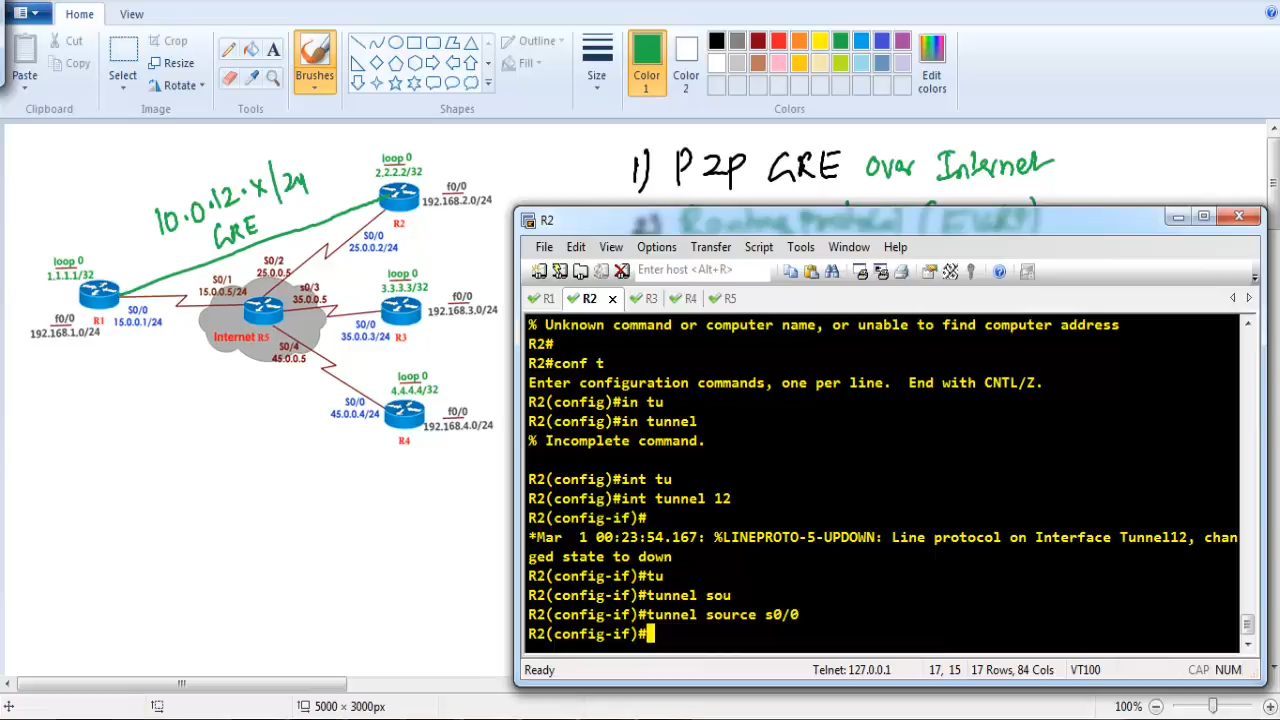 Home
View
Paste
Cut
Copy
Clipboard
Select
Crop
Resize
Rotate
Image
A
Tools
Brushes
Shapes
Outline
Fill
Size
Color 1
Color 2
Edit colors
Colors
10.0.12.x/24
GRE
loop 0
2.2.2.2/32
f0/0
192.168.2.0/24
R2
S0/0
25.0.0.2/24
S0/2
25.0.0.5
loop 0
1.1.1.1/32
S0/1
15.0.0.5/24
R1
S0/0
15.0.0.1/24
f0/0
192.168.1.0/24
Internet R5
s0/3
35.0.0.5
loop 0
3.3.3.3/32
f0/0
192.168.3.0/24
R3
S0/0
35.0.0.3/24
S0/4
45.0.0.5
loop 0
4.4.4.4/32
S0/0
45.0.0.4/24
f0/0
192.168.4.0/24
R4
1) P2P GRE over Internet
2) Routing protocol (EIGRP)
R2
File Edit View Options Transfer Script Tools Window Help
Enter host <Alt+R>
R1 R2 R3 R4 R5
% Unknown command or computer name, or unable to find computer address
R2#
R2#conf t
Enter configuration commands, one per line.  End with CNTL/Z.
R2(config)#in tu
R2(config)#in tunnel
% Incomplete command.
R2(config)#int tu
R2(config)#int tunnel 12
R2(config-if)#
*Mar  1 00:23:54.167: %LINEPROTO-5-UPDOWN: Line protocol on Interface Tunnel12, chan
ged state to down
R2(config-if)#tu
R2(config-if)#tunnel sou
R2(config-if)#tunnel source s0/0
R2(config-if)#
Ready
Telnet: 127.0.0.1
17, 15
17 Rows, 84 Cols
VT100
CAP NUM
5000 × 3000px
100%